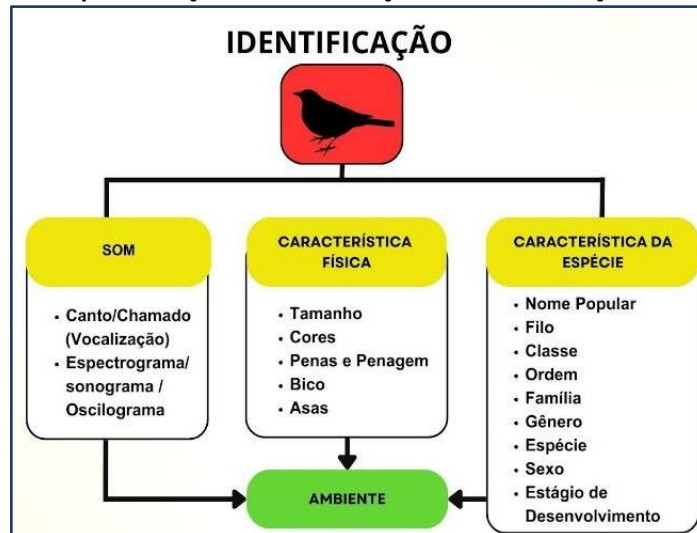 IDENTIFICAÇÃO
SOM
• Canto/Chamado
(Vocalização)
• Espectrograma/
sonograma /
Oscilograma
CARACTERÍSTICA
FÍSICA
• Tamanho
• Cores
• Penas e Penagem
• Bico
• Asas
CARACTERÍSTICA DA
ESPÉCIE
• Nome Popular
• Filo
• Classe
• Ordem
• Família
• Gênero
• Espécie
• Sexo
• Estágio de
Desenvolvimento
AMBIENTE